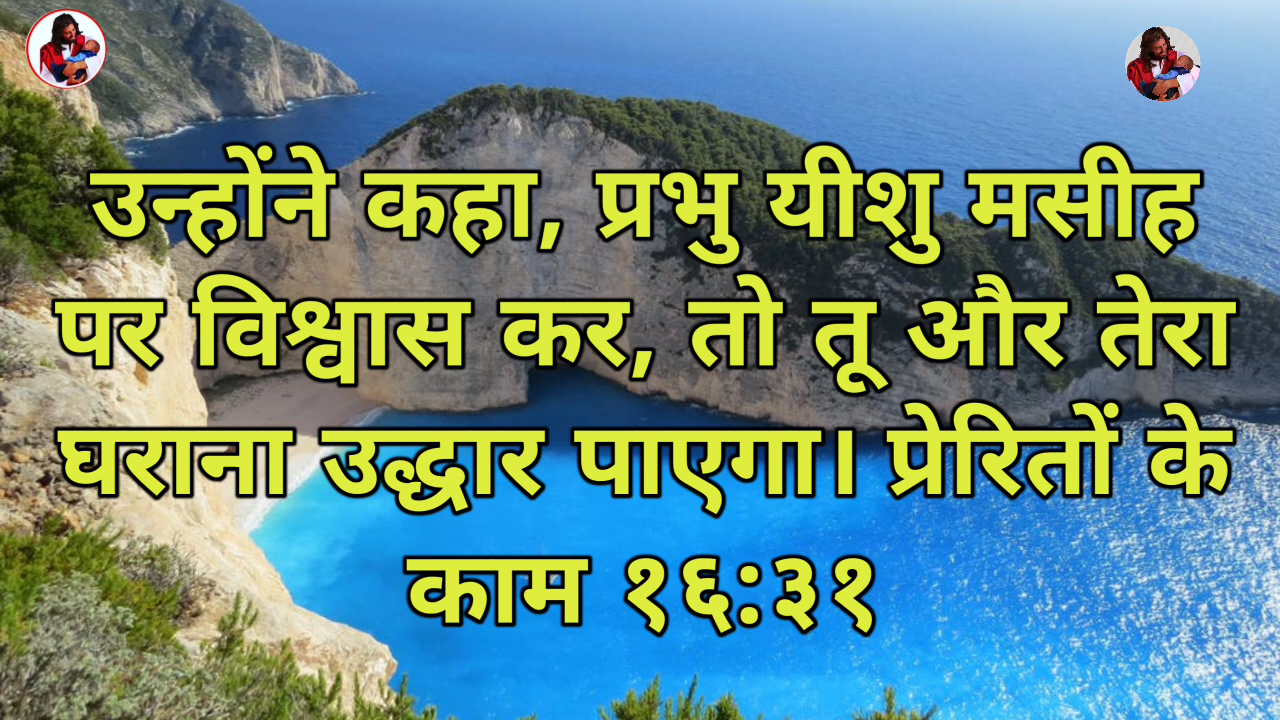 उन्होंने कहा, प्रभु यीशु मसीह
पर विश्वास कर, तो तू और तेरा
घराना उद्धार पाएगा। प्रेरितों के
काम १६:३१